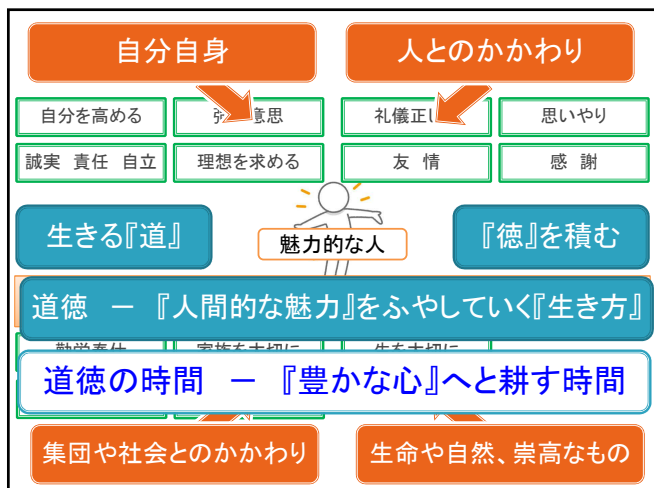 自分自身
人とのかかわり
自分を高める
意思
礼儀正し
思いやり
誠実 責任 自立
理想を求める
友 情
感 謝
生きる『道』
魅力的な人
『徳』を積む
道徳 － 『人間的な魅力』をふやしていく『生き方』
道徳の時間 － 『豊かな心』へと耕す時間
集団や社会とのかかわり
生命や自然、崇高なもの